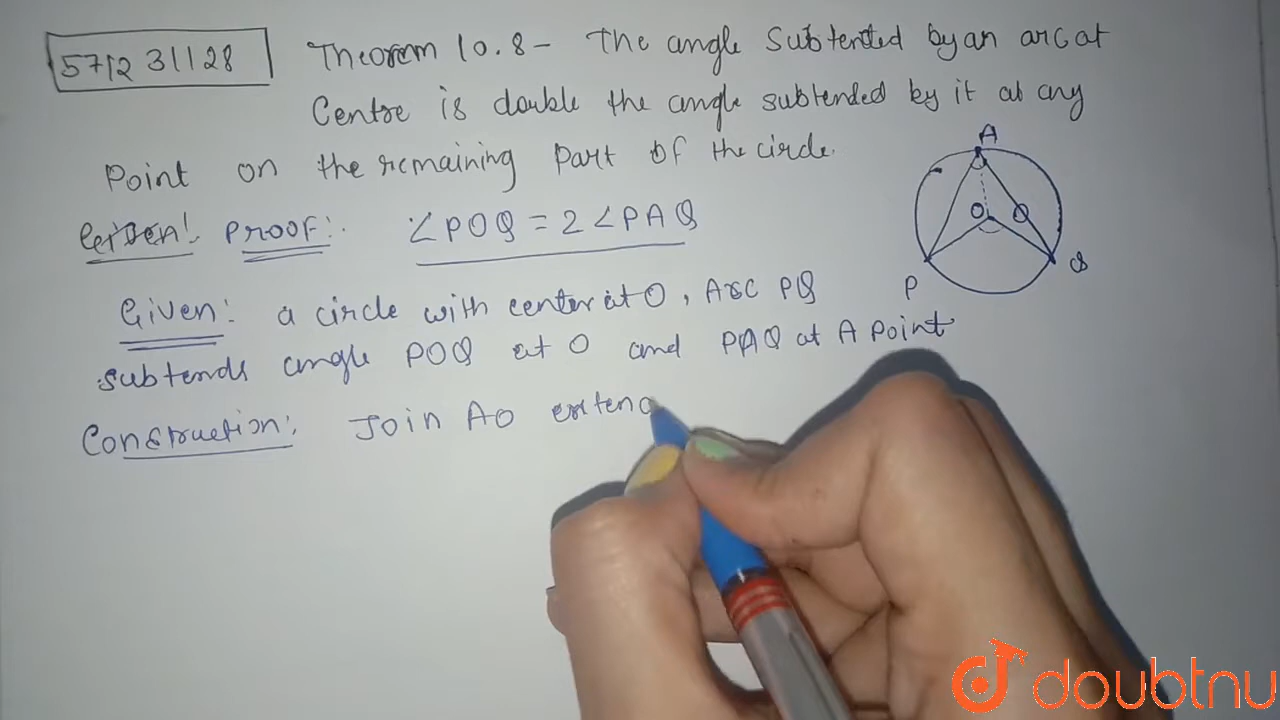 5712 31128
Theorem 10.8 - The angle Subtended by an arc at
Centre is double the angle subtended by it at any
Point on the remaining Part of the circle.
Given: Proof: ∠POQ = 2∠PAQ
Given: a circle with center at O, Arc PQ
subtends angle POQ at O and PAQ at A point
Construction: Join AO exten
A
O
P
Q
doubtnut